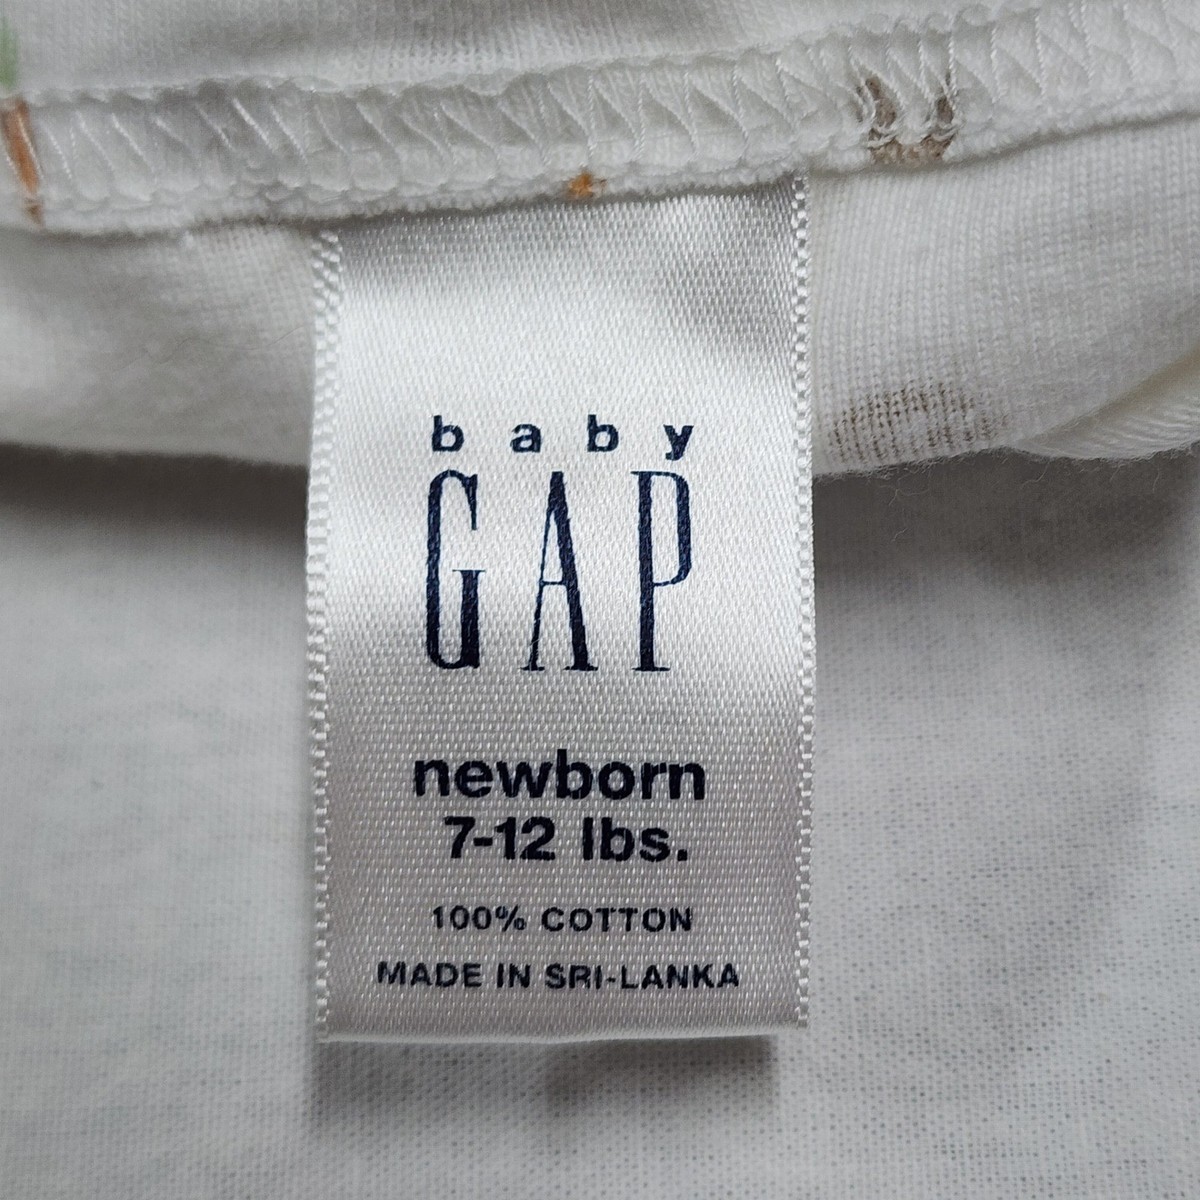 baby
GAP
newborn
7-12 lbs.
100% COTTON
MADE IN SRI-LANKA